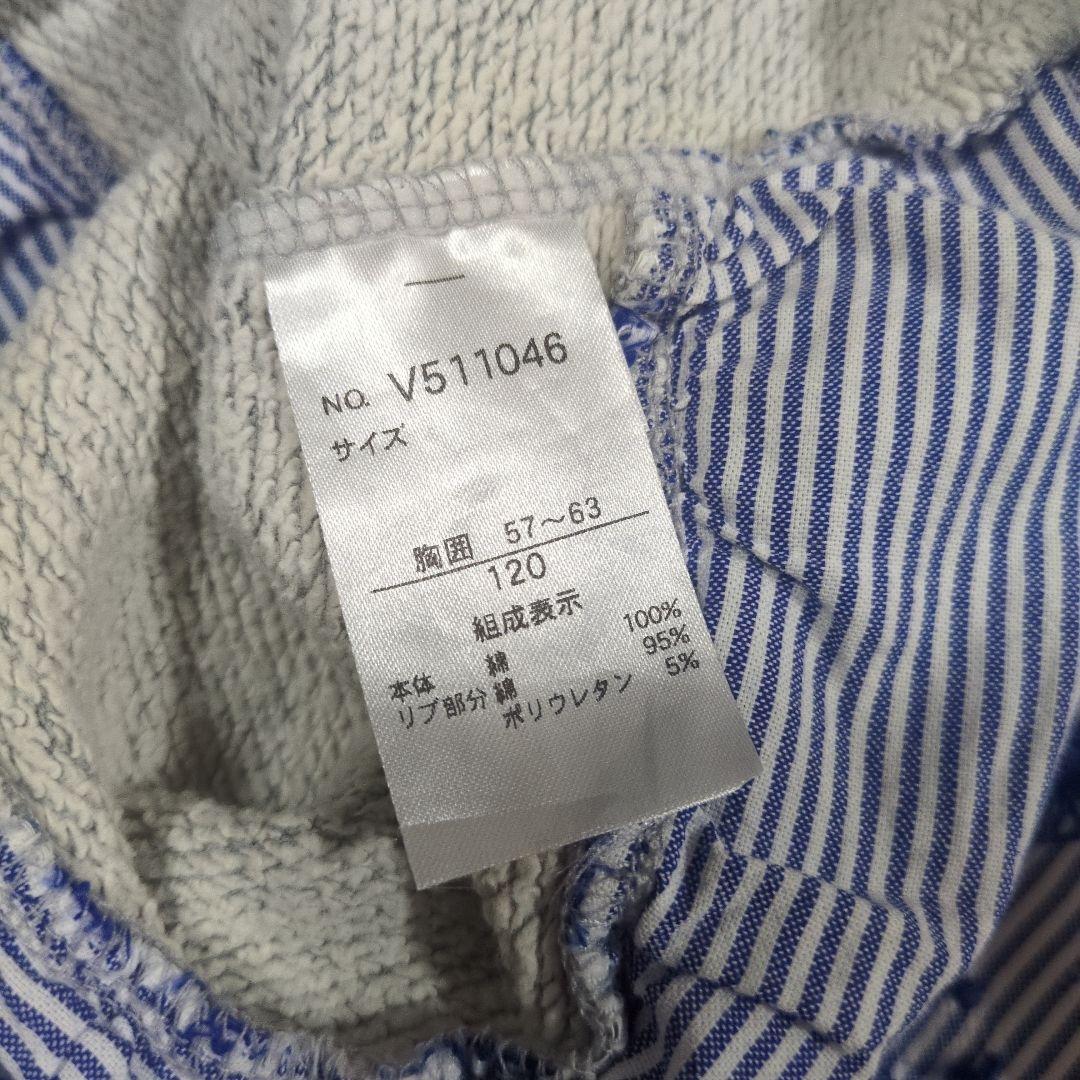 NO. V511046
サイズ
胸囲 57～63
120
組成表示
本体 綿 100%
リブ部分 綿 95%
ポリウレタン 5%